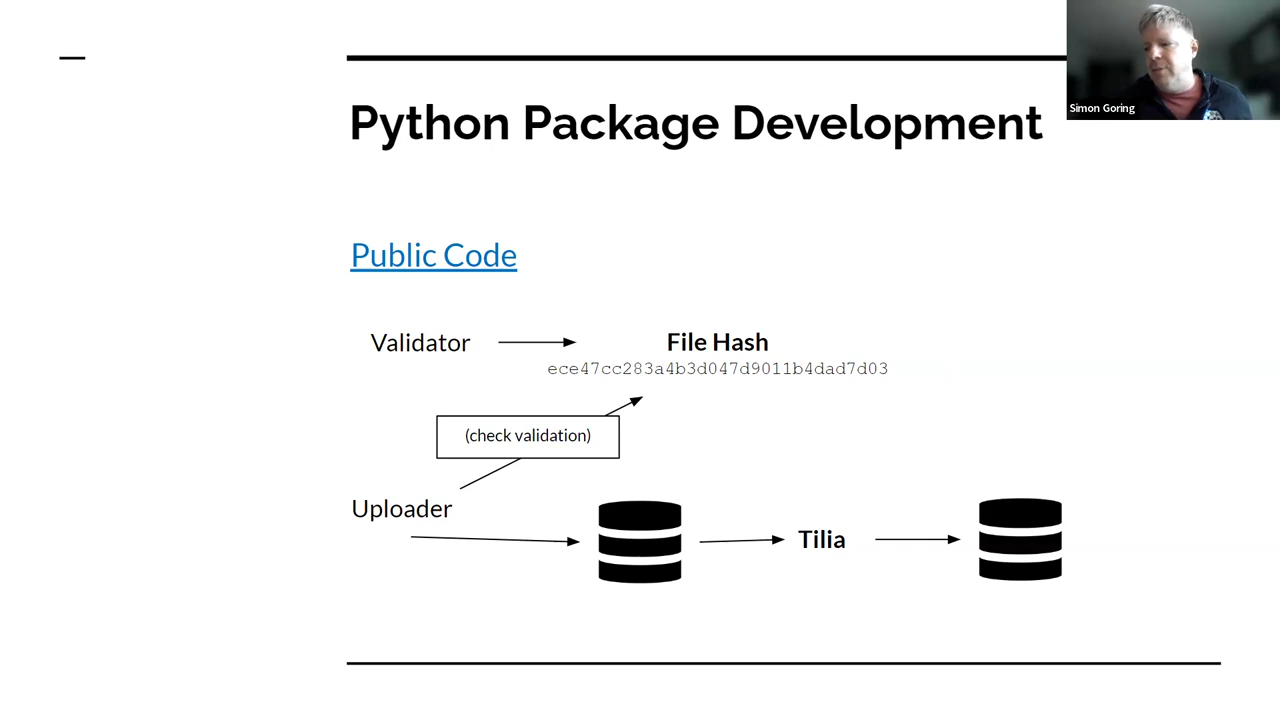 Simon Goring
Python Package Development
Public Code
Validator
File Hash
ece47cc283a4b3d047d9011b4dad7d03
(check validation)
Uploader
Tilia